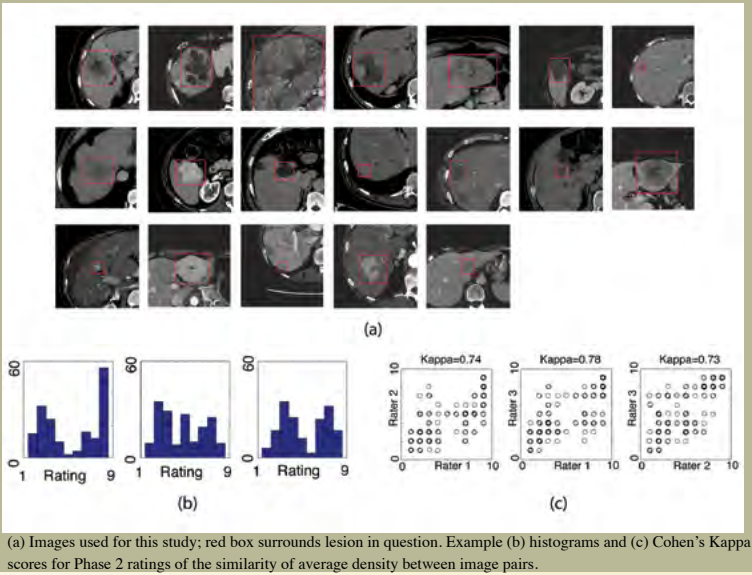 (a)
60
0
1 Rating 9
60
0
1 Rating 9
60
0
1 Rating 9
(b)
Kappa=0.74
10
Rater 2
0
0 Rater 1 10
Kappa=0.78
10
Rater 3
0
0 Rater 1 10
Kappa=0.73
10
Rater 3
0
0 Rater 2 10
(c)
(a) Images used for this study; red box surrounds lesion in question. Example (b) histograms and (c) Cohen's Kappa
scores for Phase 2 ratings of the similarity of average density between image pairs.